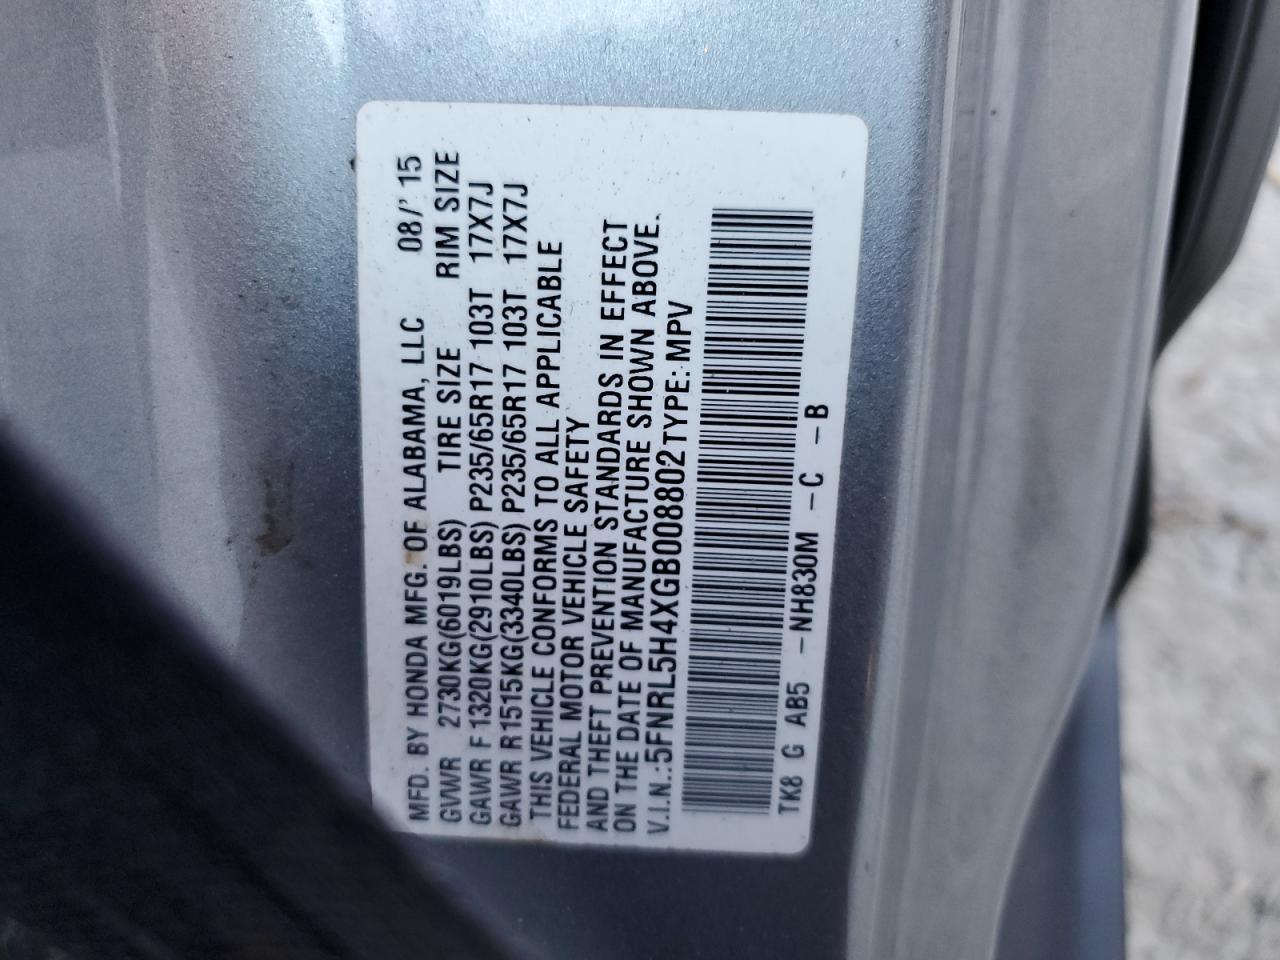 MFD. BY HONDA MFG. OF ALABAMA, LLC 08/' 15
GVWR 2730KG(6019LBS) TIRE SIZE RIM SIZE
GAWR F 1320KG(2910LBS) P235/65R17 103T 17X7J
GAWR R 1515KG(3340LBS) P235/65R17 103T 17X7J
THIS VEHICLE CONFORMS TO ALL APPLICABLE
FEDERAL MOTOR VEHICLE SAFETY
AND THEFT PREVENTION STANDARDS IN EFFECT
ON THE DATE OF MANUFACTURE SHOWN ABOVE.
V.I.N.:5FNRL5H4XGB008802 TYPE: MPV
TK8 G AB5 -NH830M -C -B